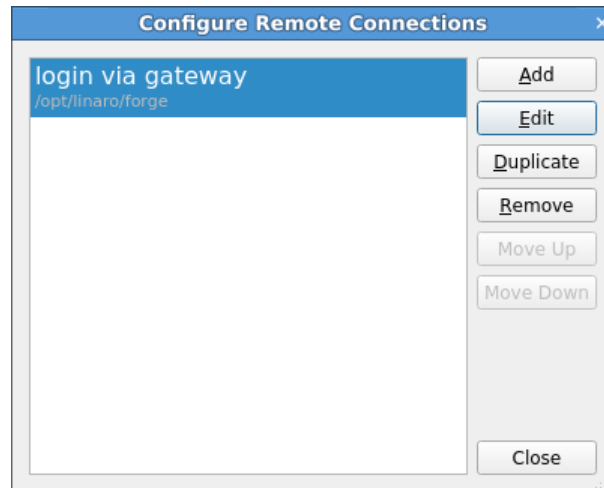 Configure Remote Connections
login via gateway
/opt/linaro/forge
Add
Edit
Duplicate
Remove
Move Up
Move Down
Close